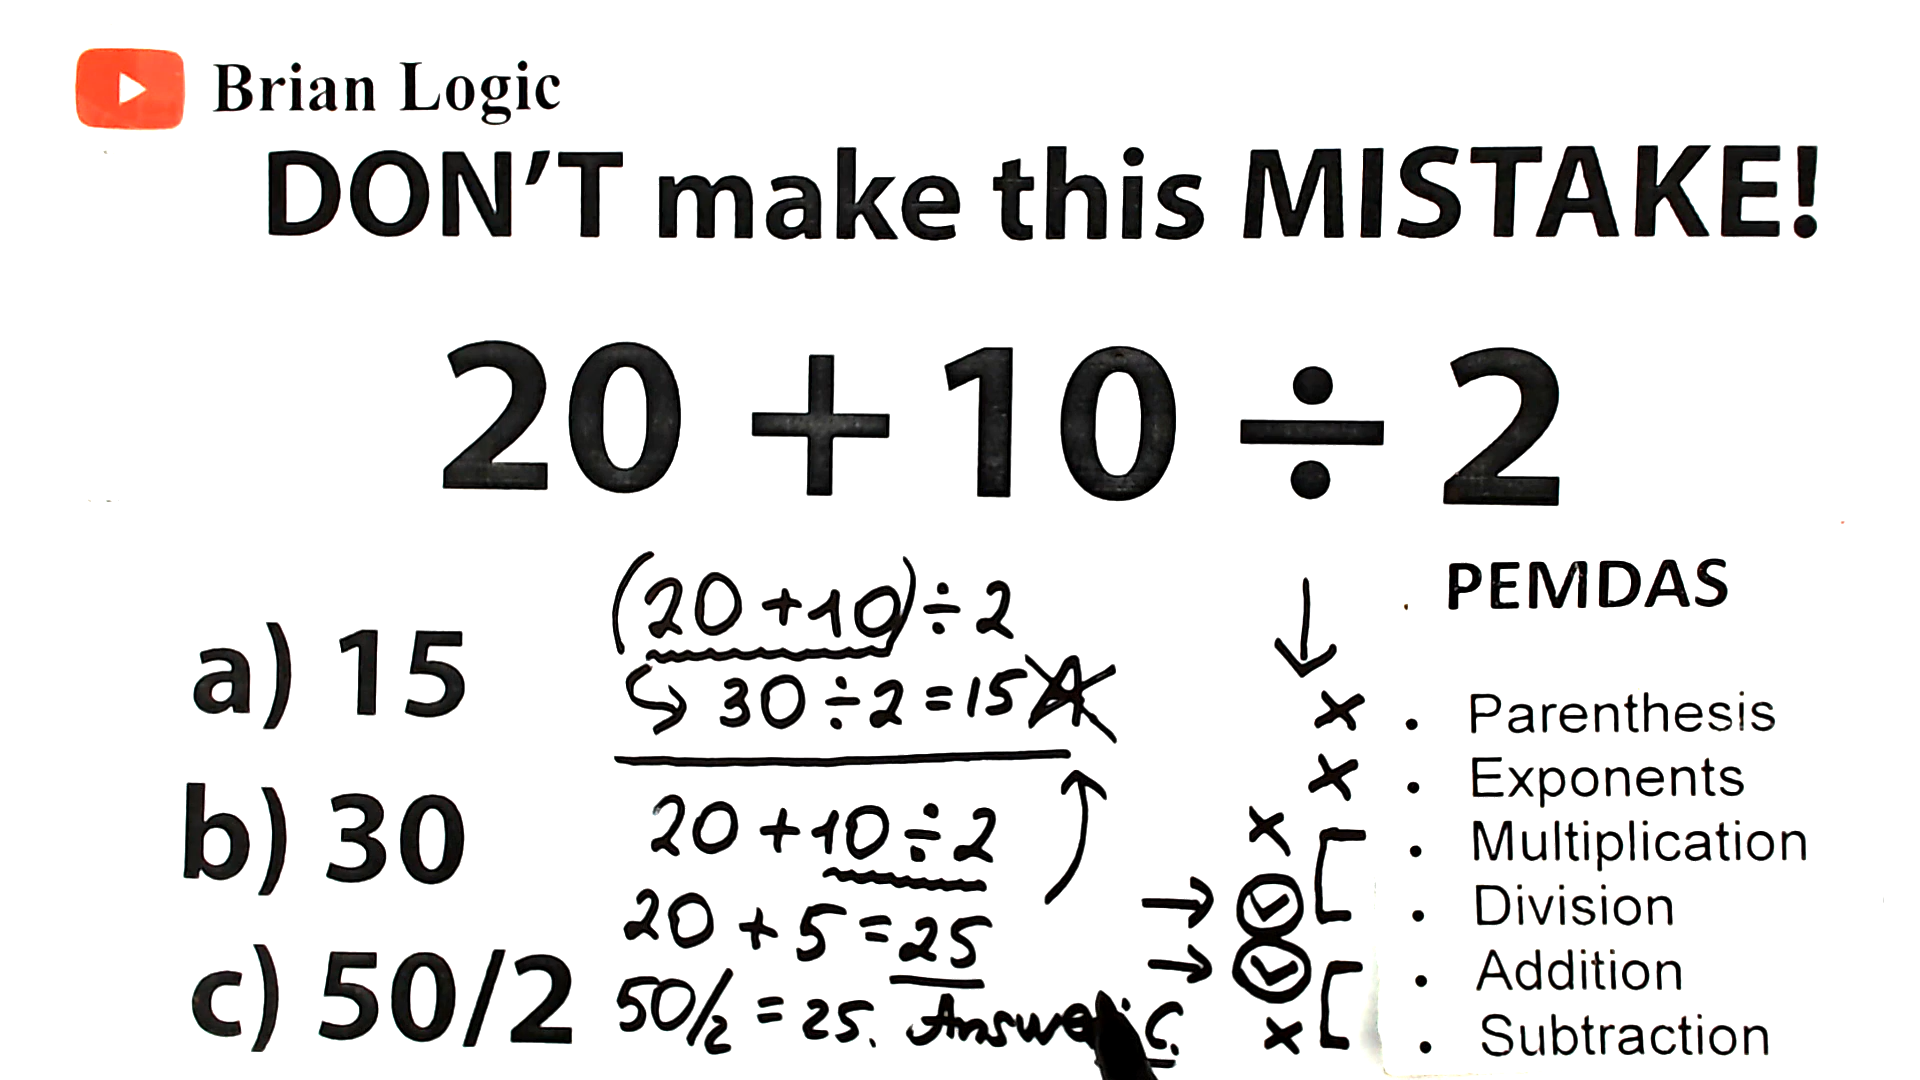 Brian Logic
DON'T make this MISTAKE!
20 + 10 ÷ 2
a) 15
b) 30
c) 50/2
(20+10)÷2
30÷2=15 A
20+10÷2
20+5=25
50/2=25. Answer: C.
PEMDAS
x • Parenthesis
x • Exponents
x • Multiplication
• Division
• Addition
x • Subtraction